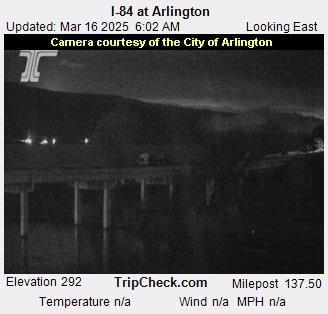 I-84 at Arlington
Updated: Mar 16 2025 6:02 AM Looking East
Camera courtesy of the City of Arlington
Elevation 292 TripCheck.com Milepost 137.50
Temperature n/a Wind n/a MPH n/a